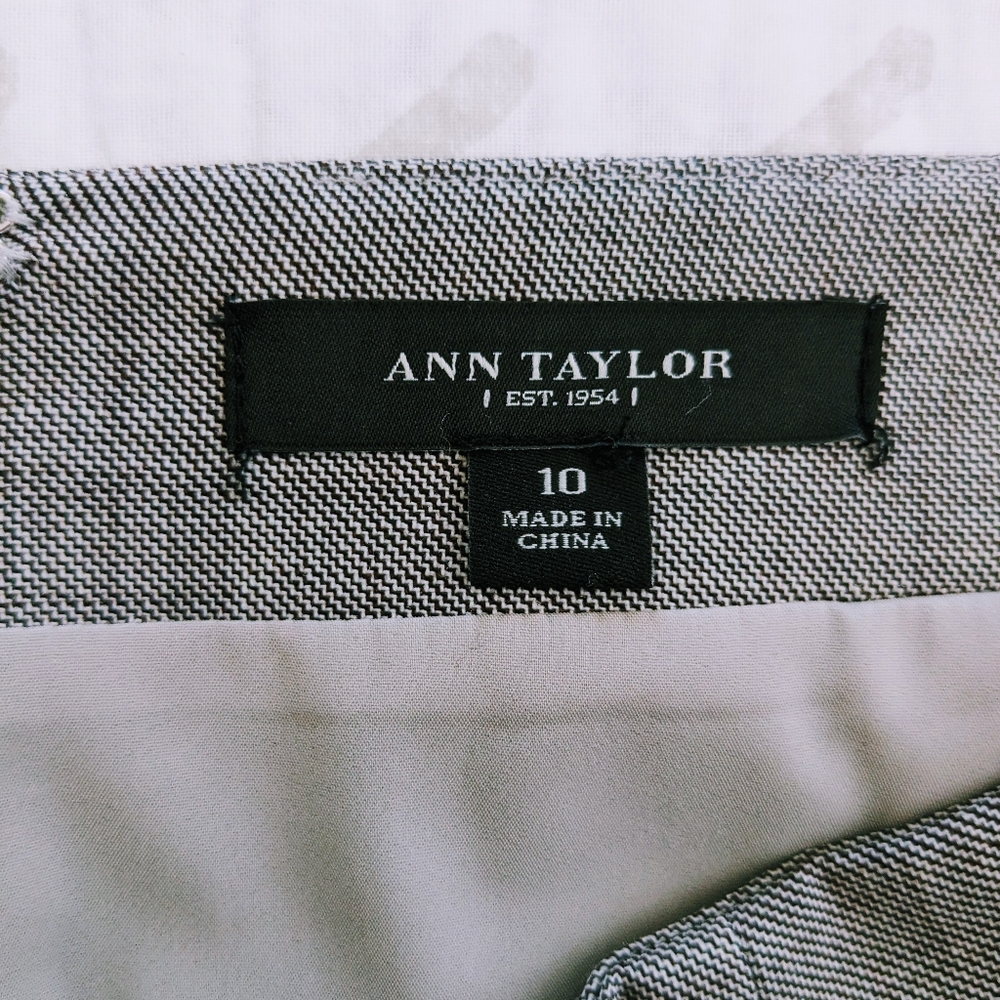 ANN TAYLOR
EST. 1954
10
MADE IN
CHINA